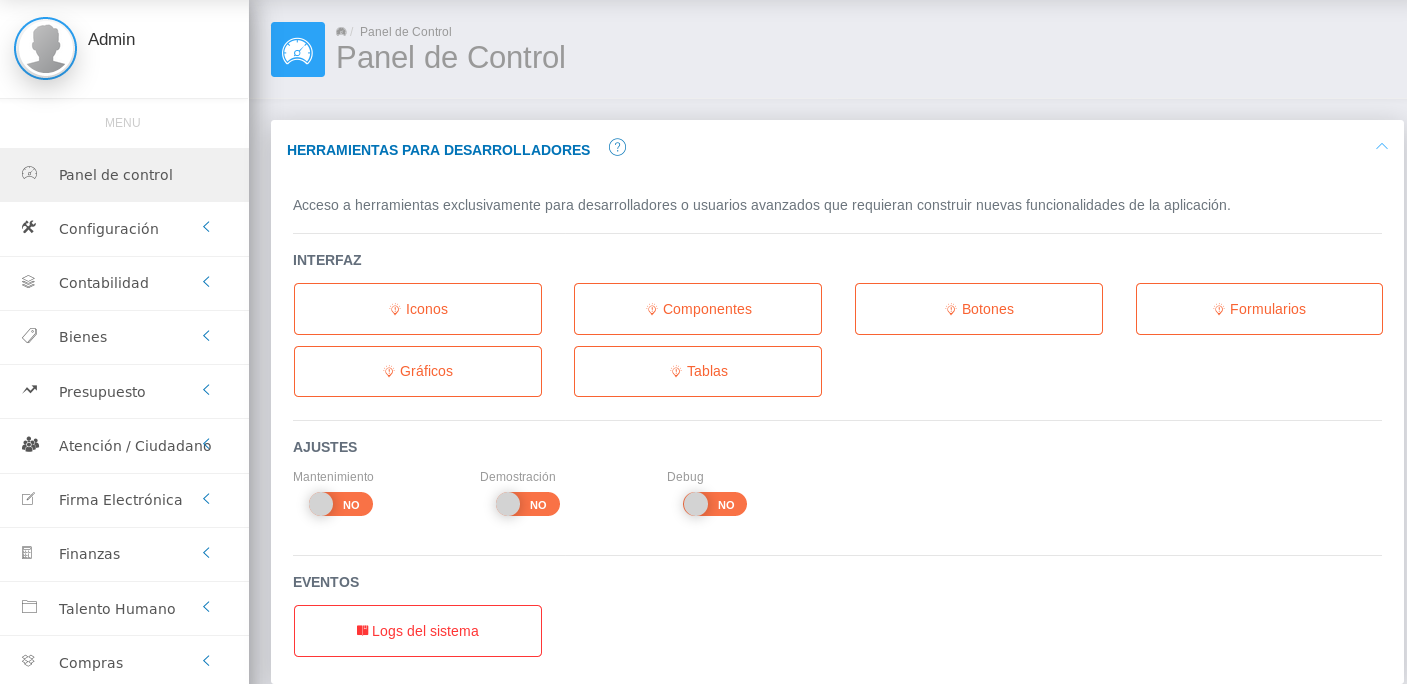 Admin
MENU
Panel de control
Configuración
Contabilidad
Bienes
Presupuesto
Atención / Ciudadano
Firma Electrónica
Finanzas
Talento Humano
Compras
/ Panel de Control
Panel de Control
HERRAMIENTAS PARA DESARROLLADORES ?
Acceso a herramientas exclusivamente para desarrolladores o usuarios avanzados que requieran construir nuevas funcionalidades de la aplicación.
INTERFAZ
Iconos Componentes Botones Formularios
Gráficos Tablas
AJUSTES
Mantenimiento Demostración Debug
NO NO NO
EVENTOS
Logs del sistema